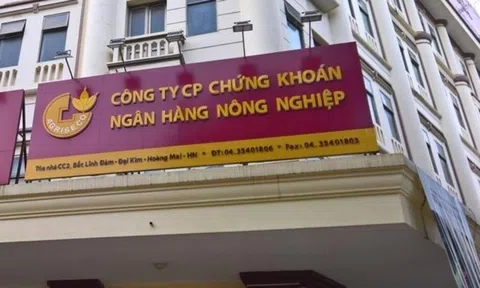 CÔNG TY CP CHỨNG KHOÁN
NGÂN HÀNG NÔNG NGHIỆP
AGRISECO
Tòa nhà CC2, Bắc Linh Đàm - Đại Kim - Hoàng Mai - HN * ĐT: 04. 35401806 * Fax: 04. 35401803